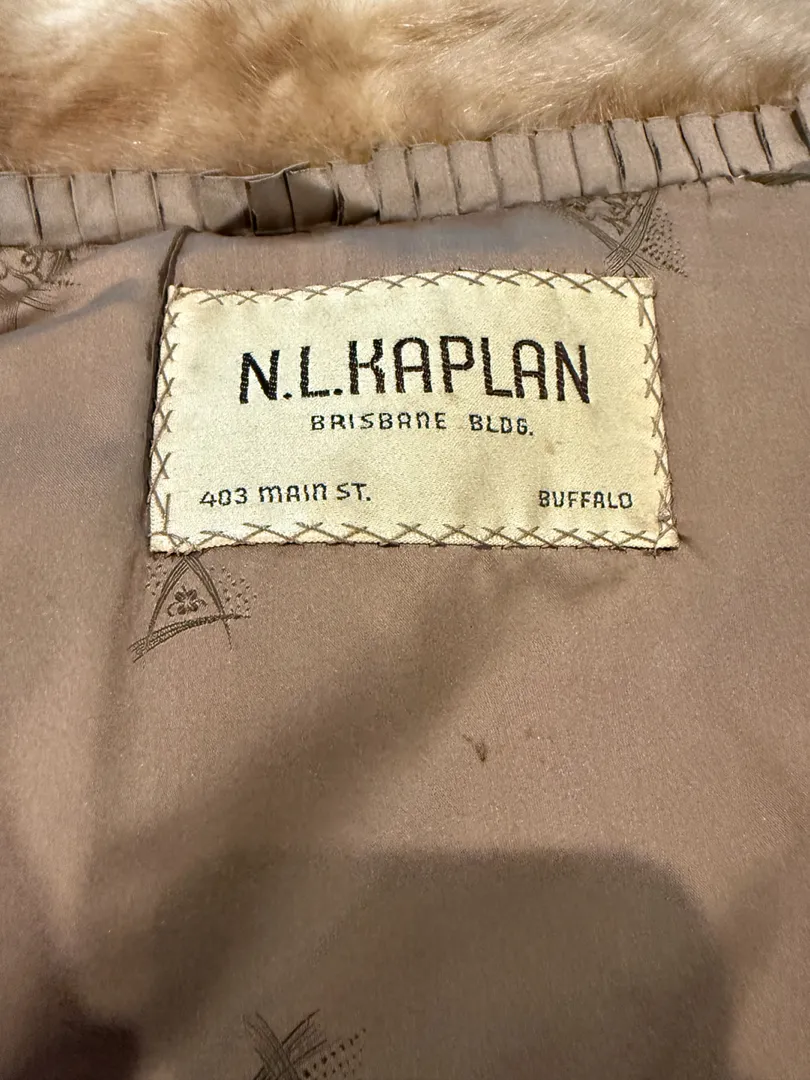 N.L.KAPLAN
BRISBANE BLDG.
403 MAIN ST. BUFFALO